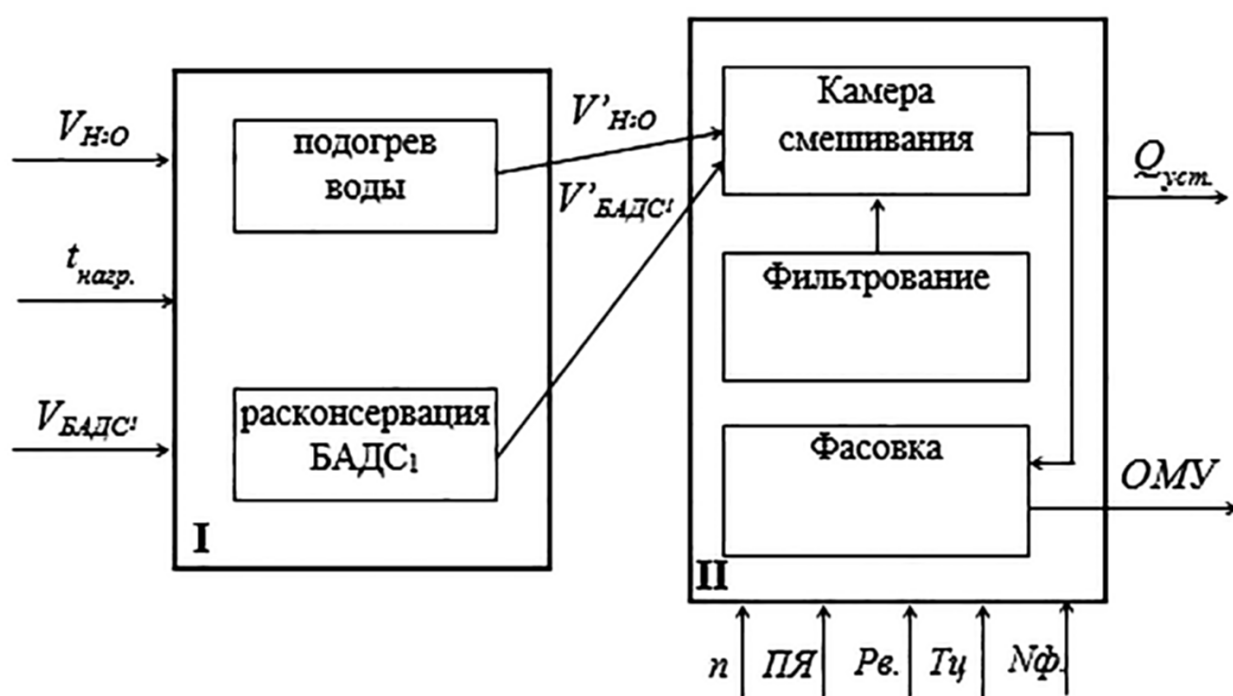 V_H₂O
t_нагр.
V_БАДС¹
подогрев
воды
расконсервация
БАДС₁
I
V'_H₂O
V'_БАДС¹
Камера
смешивания
Фильтрование
Фасовка
II
Q_уст.
ОМУ
n ПЯ Рв. Тц Nф.